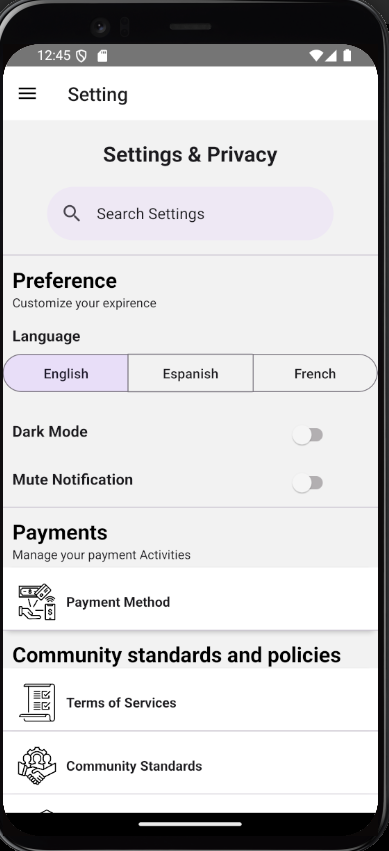 12:45
Setting
Settings & Privacy
Search Settings
Preference
Customize your expirence
Language
English Espanish French
Dark Mode
Mute Notification
Payments
Manage your payment Activities
Payment Method
Community standards and policies
Terms of Services
Community Standards